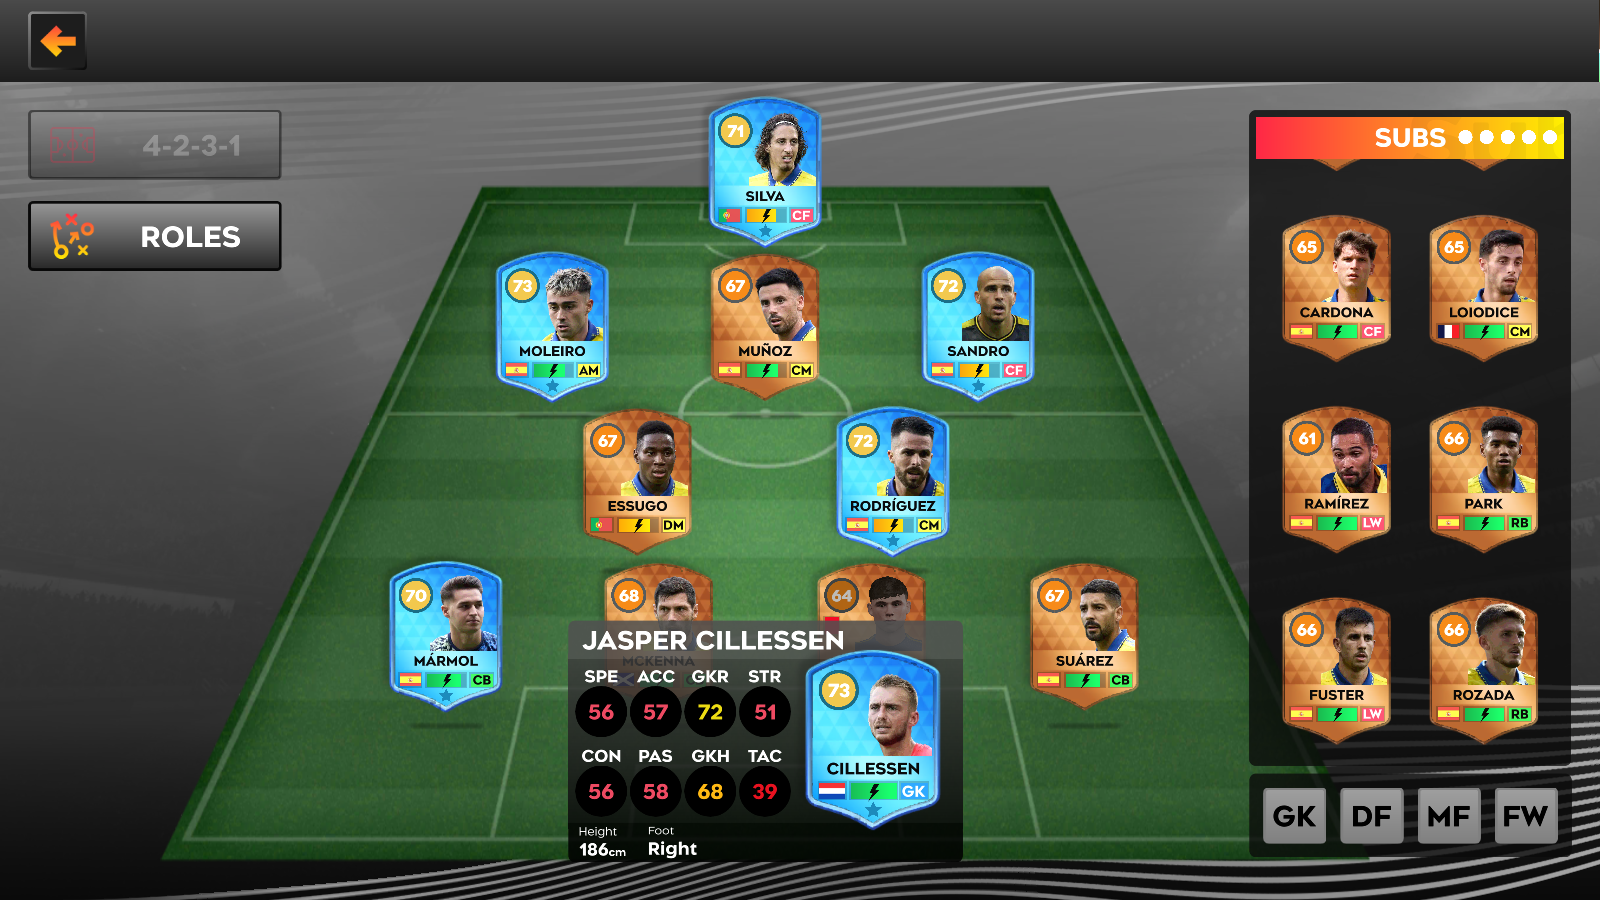 4-2-3-1
ROLES
71
SILVA
CF
73
MOLEIRO
AM
67
MUÑOZ
CM
72
SANDRO
CF
67
ESSUGO
DM
72
RODRÍGUEZ
CM
70
MÁRMOL
CB
68
MCKENNA
64
67
SUÁREZ
CB
JASPER CILLESSEN
SPE ACC GKR STR
56 57 72 51
CON PAS GKH TAC
56 58 68 39
Height Foot
186cm Right
73
CILLESSEN
GK
SUBS
65
CARDONA
CF
65
LOIODICE
CM
61
RAMÍREZ
LW
66
PARK
RB
66
FUSTER
LW
66
ROZADA
RB
GK DF MF FW